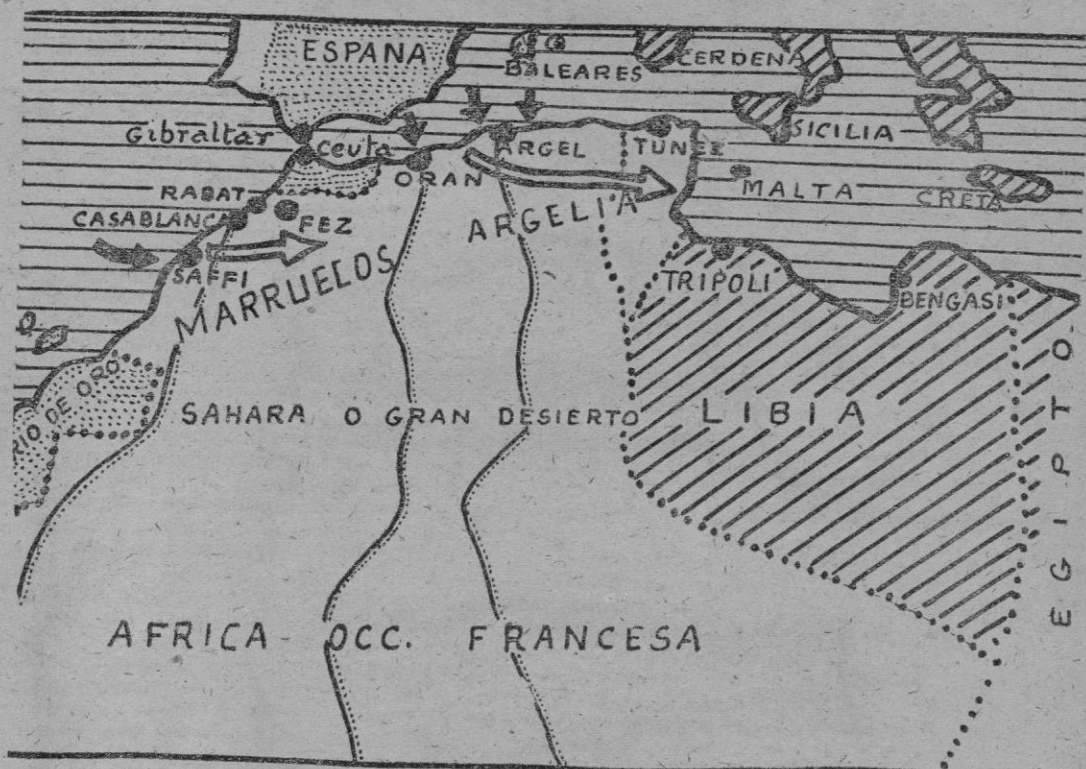 ESPANA
BALEARES
CERDENA
Gibraltar
Ceuta
ORAN
ARGEL
TUNEZ
SICILIA
MALTA
CRETA
RABAT
CASABLANCA
FEZ
SAFFI
MARRUECOS
ARGELIA
TRIPOLI
BENGASI
RIO DE ORO
SAHARA O GRAN DESIERTO
LIBIA
EGIPTO
AFRICA OCC. FRANCESA